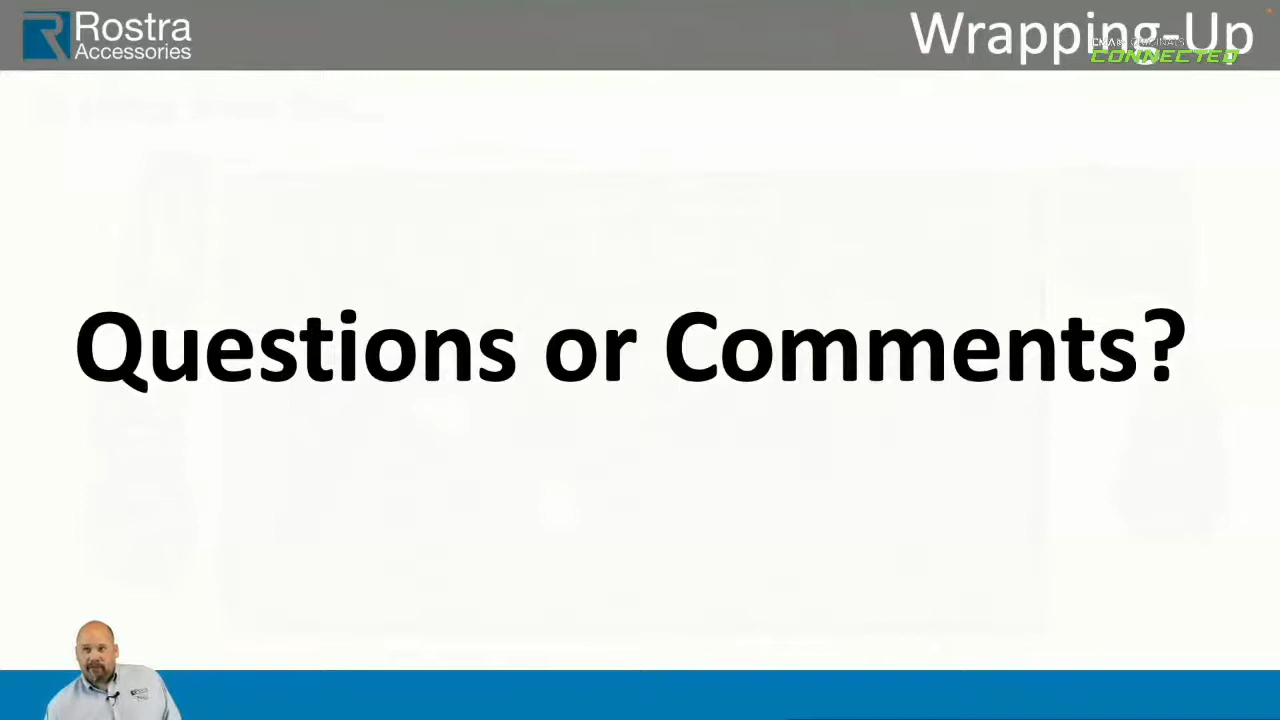 Rostra
Accessories
Wrapping-Up
CONNECTED
Questions or Comments?